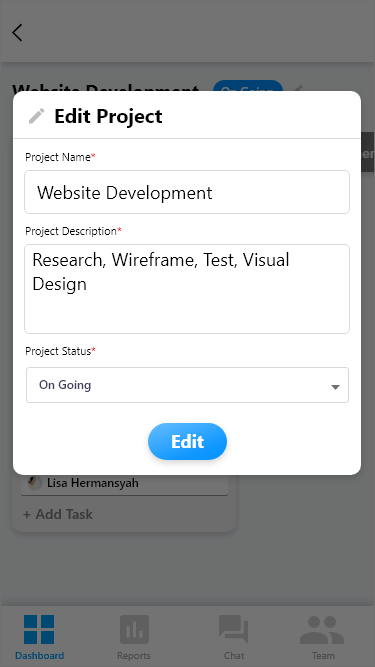 Website Development On Going
Edit Project
Project Name*
Website Development
Project Description*
Research, Wireframe, Test, Visual
Design
Project Status*
On Going
Edit
Lisa Hermansyah
+ Add Task
Dashboard
Reports
Chat
Team